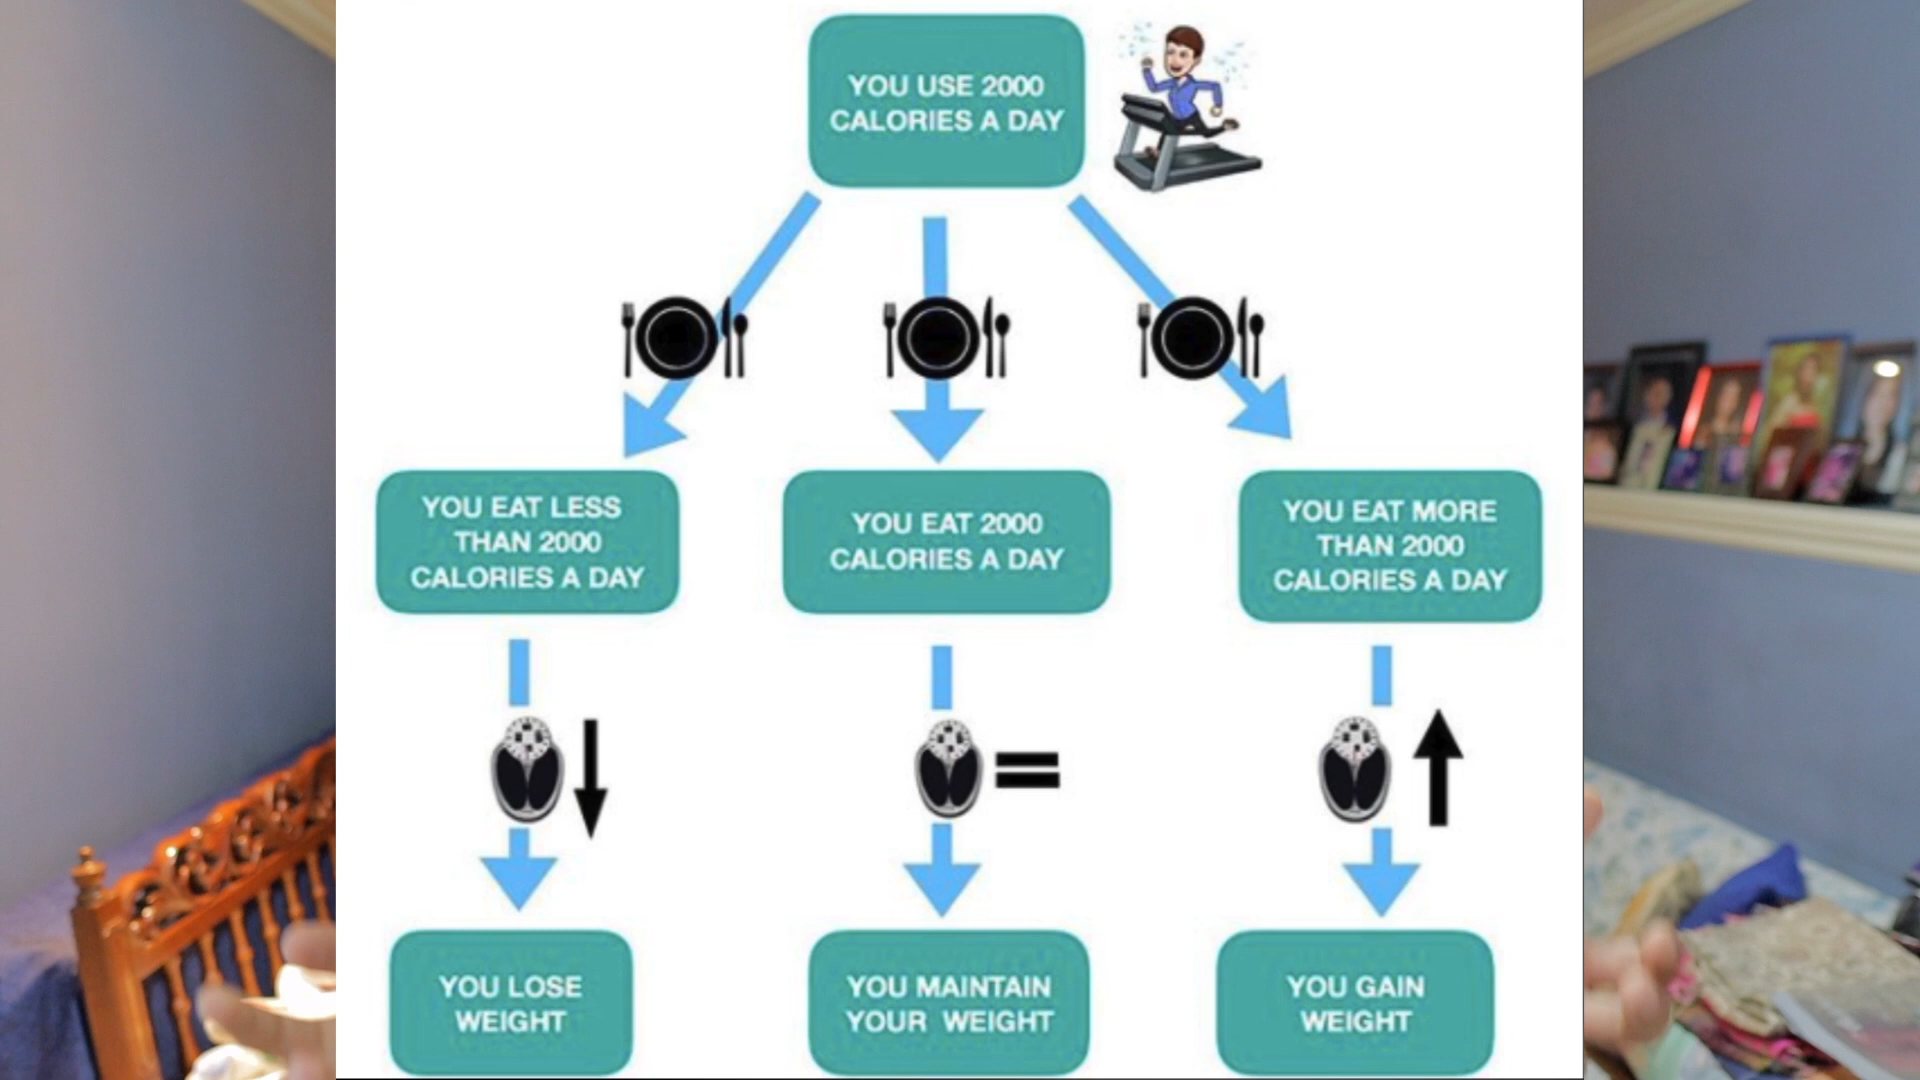 YOU USE 2000
CALORIES A DAY
YOU EAT LESS
THAN 2000
CALORIES A DAY
YOU EAT 2000
CALORIES A DAY
YOU EAT MORE
THAN 2000
CALORIES A DAY
YOU LOSE
WEIGHT
YOU MAINTAIN
YOUR WEIGHT
YOU GAIN
WEIGHT